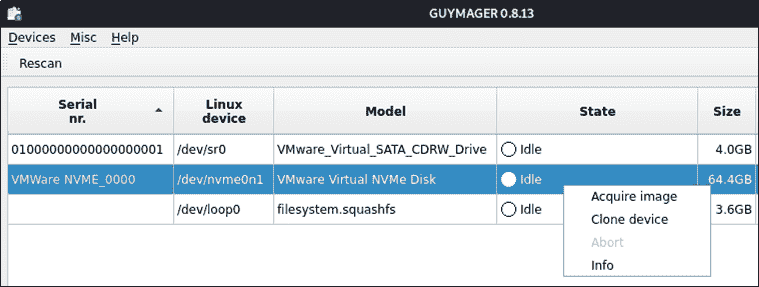 GUYMAGER 0.8.13
Devices Misc Help
Rescan
Serial nr. Linux device Model State Size
01000000000000000001 /dev/sr0 VMware_Virtual_SATA_CDRW_Drive Idle 4.0GB
VMWare NVME_0000 /dev/nvme0n1 VMware Virtual NVMe Disk Idle 64.4GB
/dev/loop0 filesystem.squashfs Idle 3.6GB
Acquire image
Clone device
Abort
Info